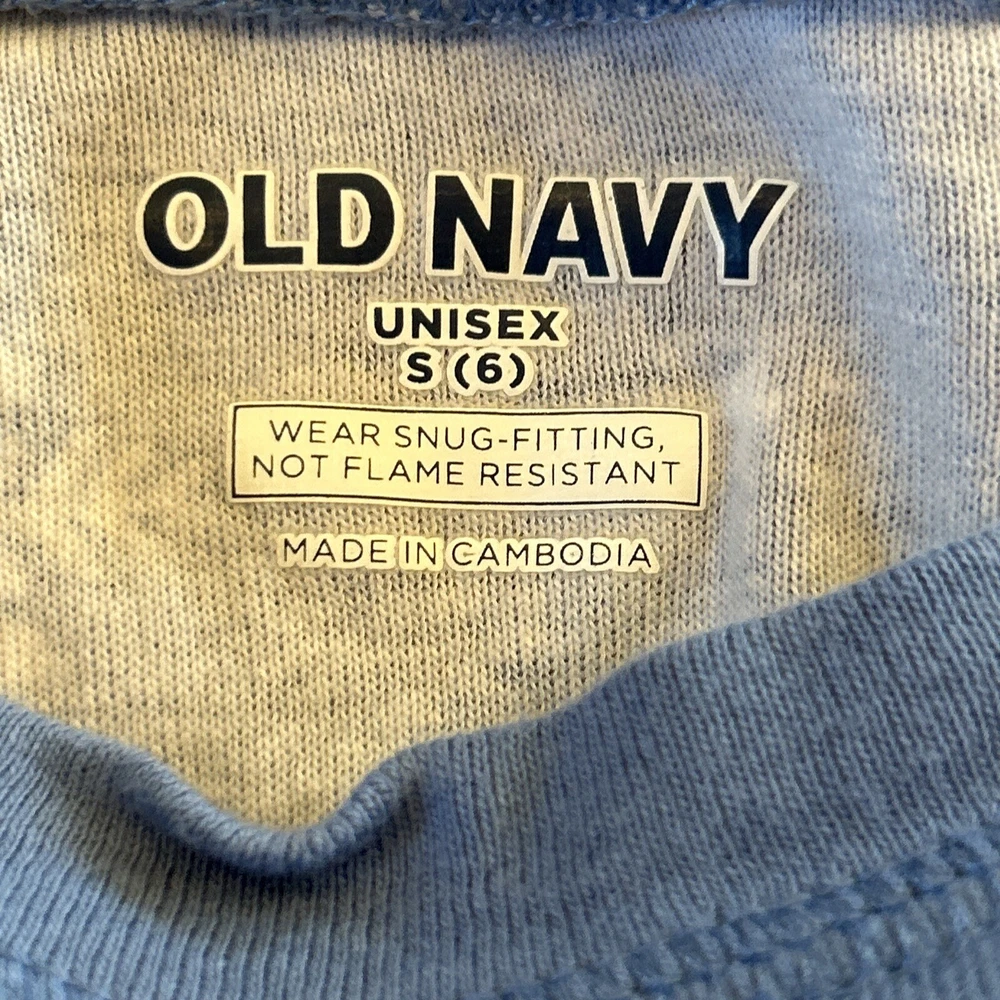 OLD NAVY
UNISEX
S (6)
WEAR SNUG-FITTING,
NOT FLAME RESISTANT
MADE IN CAMBODIA